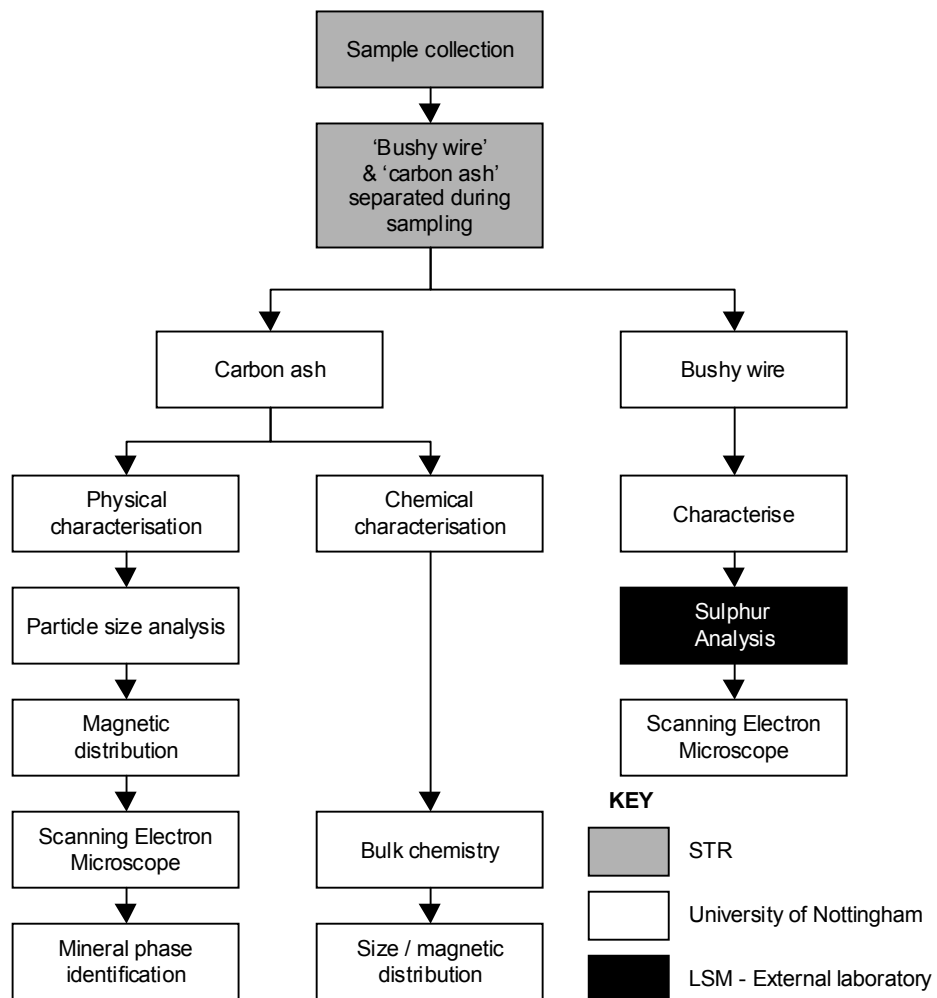 Sample collection
‘Bushy wire’
& ‘carbon ash’
separated during
sampling
Carbon ash
Bushy wire
Physical
characterisation
Chemical
characterisation
Characterise
Particle size analysis
Sulphur
Analysis
Magnetic
distribution
Scanning Electron
Microscope
KEY
Scanning Electron
Microscope
Bulk chemistry
STR
University of Nottingham
Mineral phase
identification
Size / magnetic
distribution
LSM - External laboratory